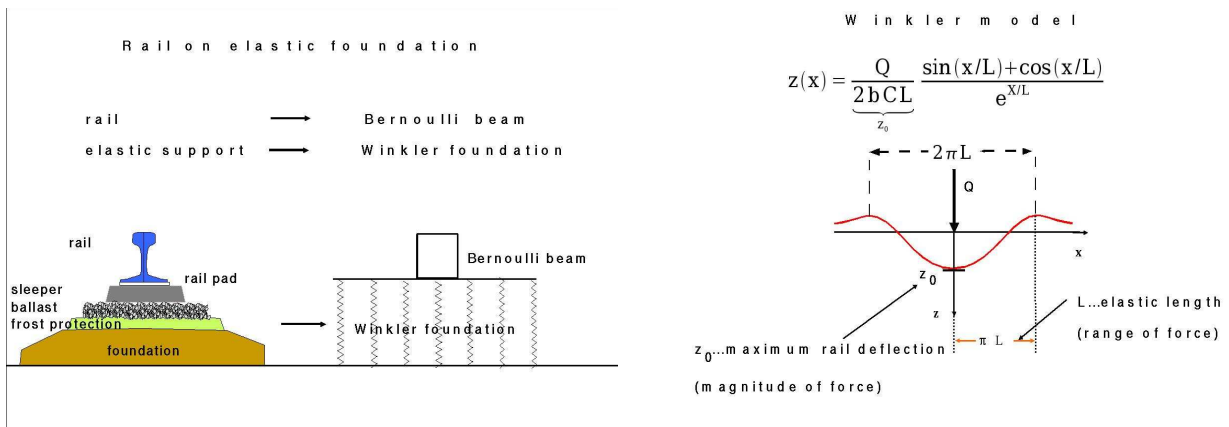 Rail on elastic foundation
rail → Bernoulli beam
elastic support → Winkler foundation
rail
rail pad
sleeper
ballast
frost protection
foundation
Bernoulli beam
Winkler foundation
Winkler model
z(x) = Q/(2bCL) (sin(x/L)+cos(x/L))/e^(X/L)
z₀
2πL
Q
x
z₀
z
π L
L...elastic length
(range of force)
z₀...maximum rail deflection
(magnitude of force)